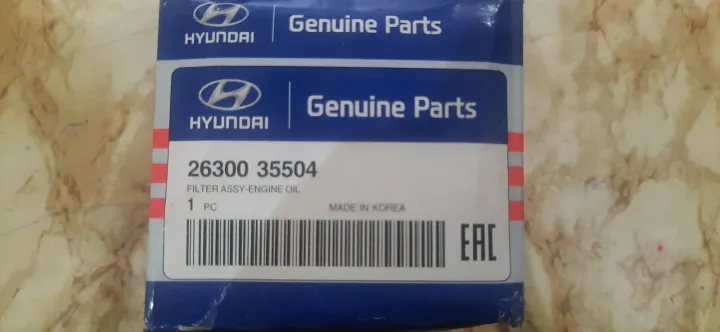 HYUNDAI
Genuine Parts
HYUNDAI
Genuine Parts
26300 35504
FILTER ASSY-ENGINE OIL
1 PC MADE IN KOREA
EAC